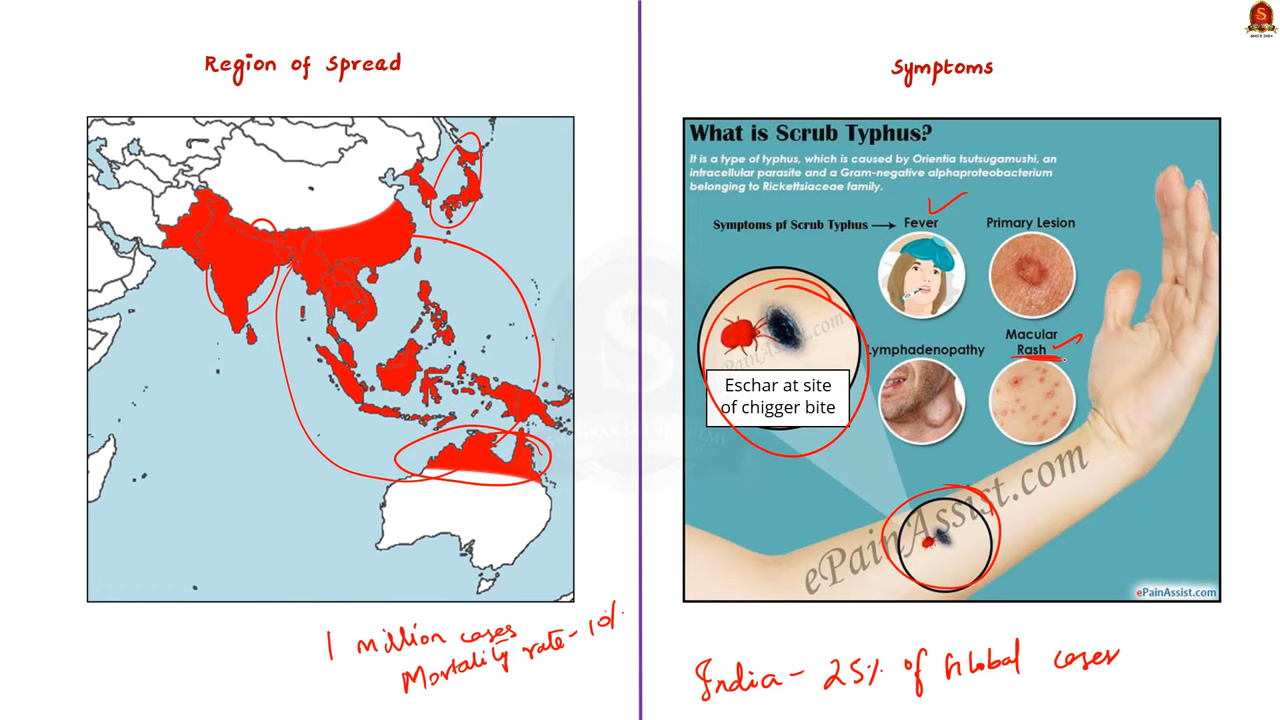 Region of Spread
1 million cases
Mortality rate - 10%
Symptoms
What is Scrub Typhus?
It is a type of typhus, which is caused by Orientia tsutsugamushi, an
intracellular parasite and a Gram-negative alphaproteobacterium
belonging to Rickettsiaceae family.
Symptoms pf Scrub Typhus
Fever
Primary Lesion
Lymphadenopathy
Macular
Rash
Eschar at site
of chigger bite
ePainAssist.com
ePainAssist.com
India - 25% of Global cases
S
SINCE 2004